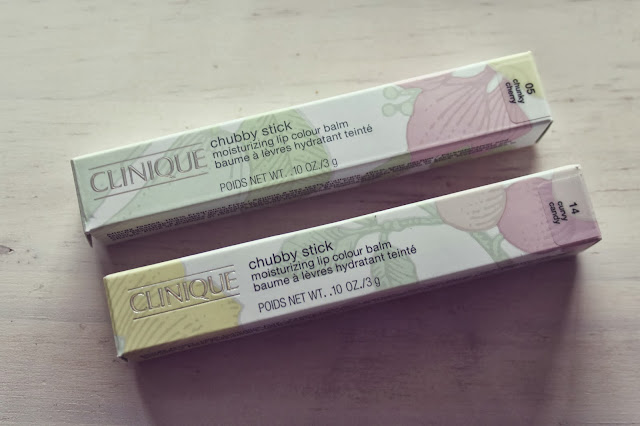 CLINIQUE
chubby stick
moisturizing lip colour balm
baume à lèvres hydratant teinté
POIDS NET WT. .10 OZ./3 g
05
chunky
cherry
CLINIQUE
chubby stick
moisturizing lip colour balm
baume à lèvres hydratant teinté
POIDS NET WT. .10 OZ./3 g
14
curvy
candy